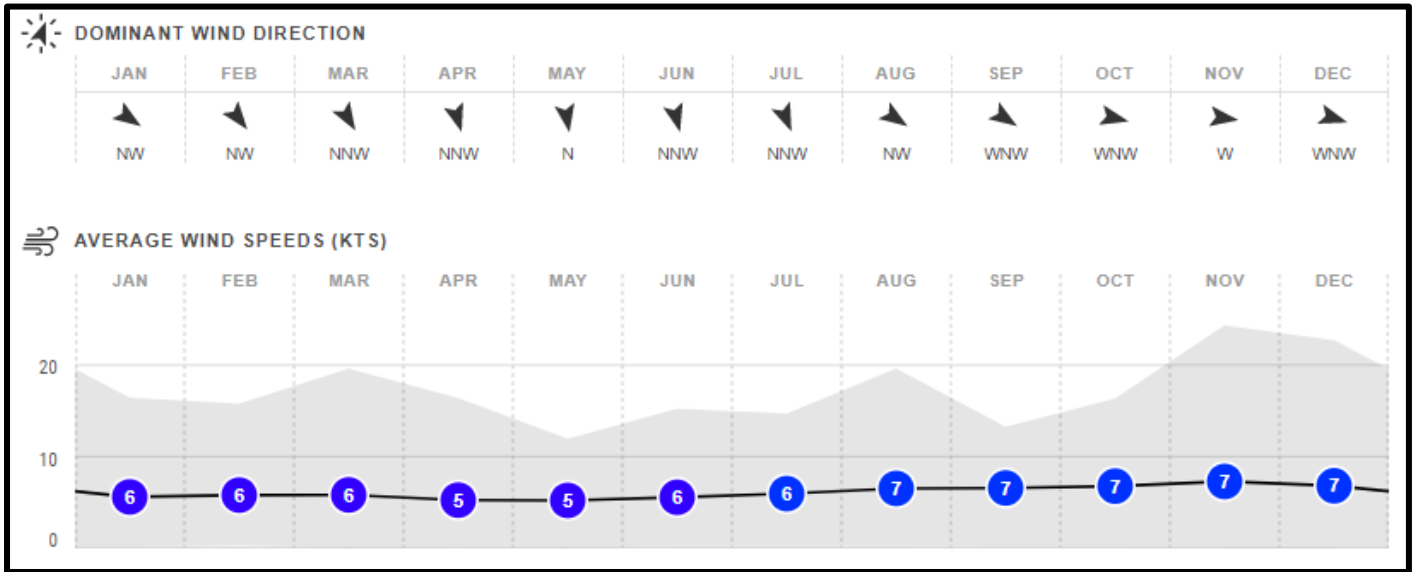 DOMINANT WIND DIRECTION
JAN FEB MAR APR MAY JUN JUL AUG SEP OCT NOV DEC
NW NW NNW NNW N NNW NNW NW WNW WNW W WNW
AVERAGE WIND SPEEDS (KTS)
JAN FEB MAR APR MAY JUN JUL AUG SEP OCT NOV DEC
20
10
6 6 6 5 5 6 6 7 7 7 7 7
0